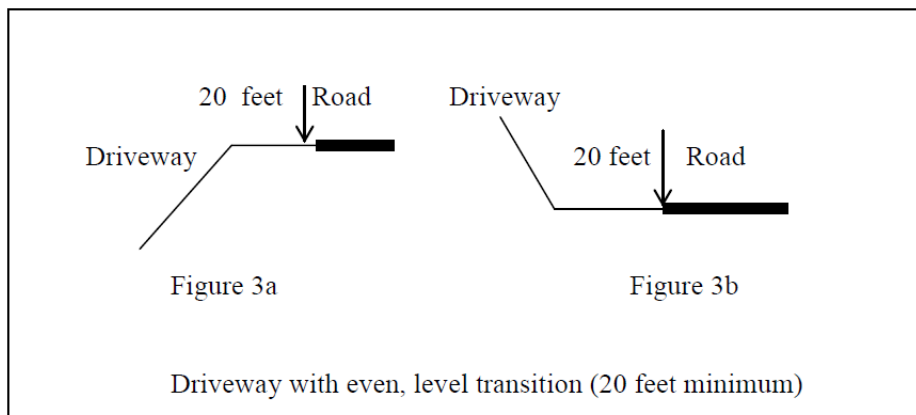 20 feet Road
Driveway
Figure 3a
Driveway
20 feet Road
Figure 3b
Driveway with even, level transition (20 feet minimum)